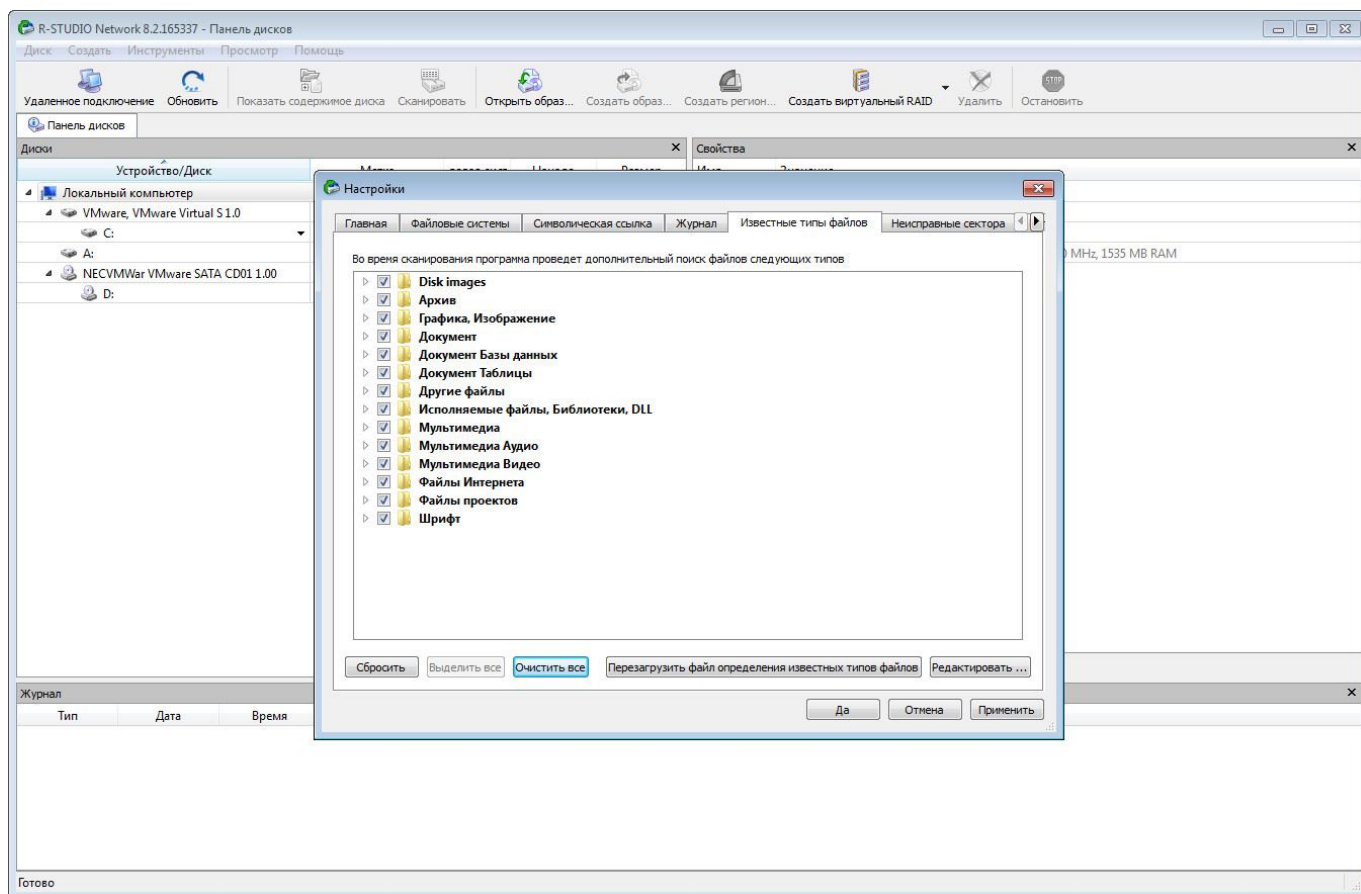 R-STUDIO Network 8.2.165337 - Панель дисков
Диск Создать Инструменты Просмотр Помощь
Удаленное подключение Обновить Показать содержимое диска Сканировать Открыть образ... Создать образ... Создать регион... Создать виртуальный RAID Удалить Остановить
STOP
Панель дисков
Диски
Свойства
Устройство/Диск
Локальный компьютер
VMware, VMware Virtual S 1.0
C:
A:
NECVMWar VMware SATA CD01 1.00
D:
MHz, 1535 MB RAM
Настройки
Главная Файловые системы Символическая ссылка Журнал Известные типы файлов Неисправные сектора
Во время сканирования программа проведет дополнительный поиск файлов следующих типов
Disk images
Архив
Графика, Изображение
Документ
Документ Базы данных
Документ Таблицы
Другие файлы
Исполняемые файлы, Библиотеки, DLL
Мультимедиа
Мультимедиа Аудио
Мультимедиа Видео
Файлы Интернета
Файлы проектов
Шрифт
Сбросить Выделить все Очистить все Перезагрузить файл определения известных типов файлов Редактировать ...
Да Отмена Применить
Журнал
Тип Дата Время
Готово